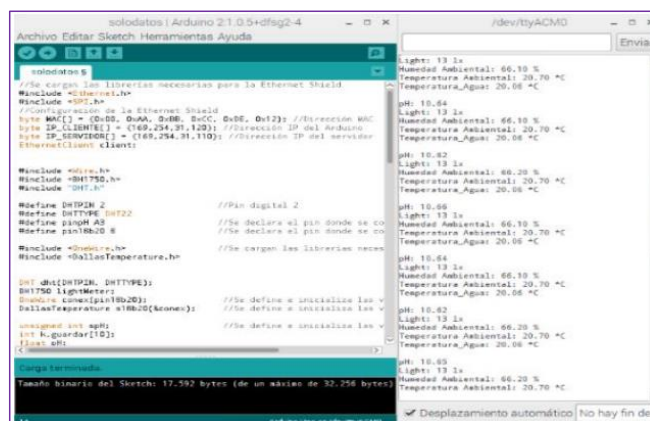 solodatos | Arduino 2:1.0.5+dfsg2-4
Archivo Editar Sketch Herramientas Ayuda
solodatos §
//Se cargan las librerias necesarias para la Ethernet Shield
#include <Ethernet.h>
#include <SPI.h>
//Configuración de la Ethernet Shield
byte MAC[] = {0xDD, 0xAA, 0xBB, 0xCC, 0xDE, 0x12}; //Dirección MAC
byte IP_CLIENTE[] = {169,254,31,120}; //Dirección IP del Arduino
byte IP_SERVIDOR[] = {169,254,31,110}; //Dirección IP del servidor
EthernetClient client;
#include <Wire.h>
#include <BH1750.h>
#include "DHT.h"
#define DHTPIN 2 //Pin digital 2
#define DHTTYPE DHT22
#define pinpH A3 //Se declara el pin donde se co
#define pin18b20 8 //Se declara el pin donde se co
#include <OneWire.h> //Se cargan las librerias neces
#include <DallasTemperature.h>
DHT dht(DHTPIN, DHTTYPE);
BH1750 lightMeter;
OneWire conex(pin18b20); //Se define e inicializa las v
DallasTemperature s18b20(&conex); //Se define e inicializa las v
unsigned int mpH; //Se define e inicializa las v
int k,guardar[10];
float pH;
Carga terminada.
Tamaño binario del Sketch: 17.592 bytes (de un máximo de 32.256 bytes)
/dev/ttyACM0
Enviar
Light: 13 lx
Humedad Ambiental: 66.10 %
Temperatura Ambiental: 20.70 *C
pH: 10.64
Light: 13 lx
Humedad Ambiental: 66.10 %
Temperatura Ambiental: 20.70 *C
Temperatura_Agua: 20.06 *C
pH: 10.62
Light: 13 lx
Humedad Ambiental: 66.10 %
Temperatura Ambiental: 20.70 *C
Temperatura_Agua: 20.06 *C
pH: 10.66
Light: 13 lx
Humedad Ambiental: 66.10 %
Temperatura Ambiental: 20.70 *C
Temperatura_Agua: 20.06 *C
pH: 10.64
Light: 13 lx
Humedad Ambiental: 66.10 %
Temperatura Ambiental: 20.70 *C
Temperatura_Agua: 20.06 *C
pH: 10.62
Light: 13 lx
Humedad Ambiental: 66.20 %
Temperatura Ambiental: 20.70 *C
Temperatura_Agua: 20.06 *C
pH: 10.65
Light: 13 lx
Humedad Ambiental: 66.20 %
Temperatura Ambiental: 20.70 *C
Desplazamiento automático No hay fin de